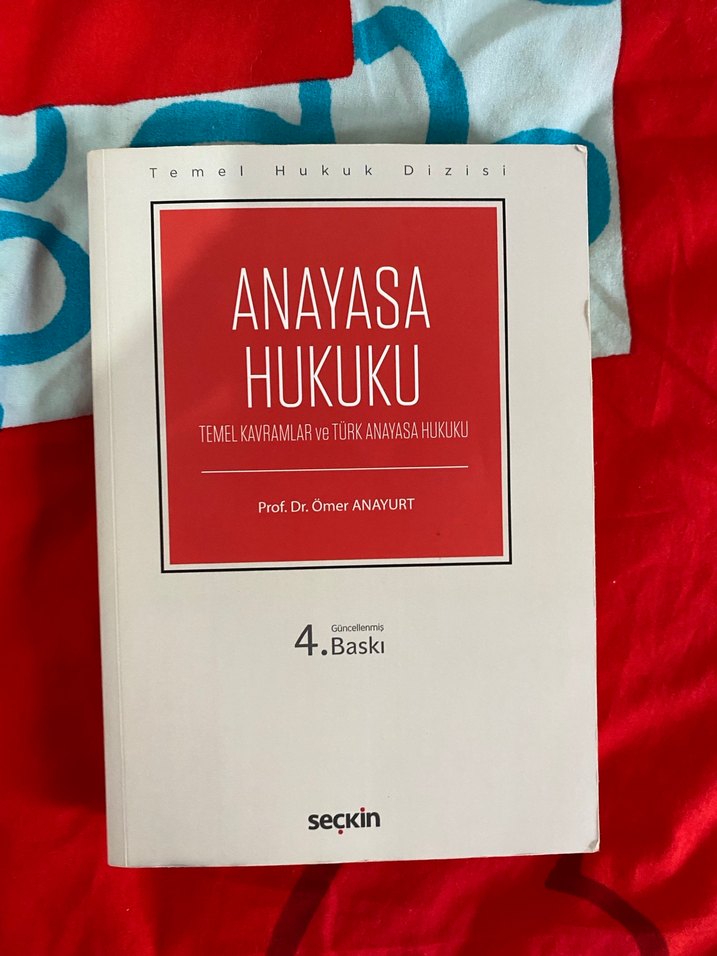 Temel Hukuk Dizisi
ANAYASA
HUKUKU
TEMEL KAVRAMLAR ve TÜRK ANAYASA HUKUKU
Prof. Dr. Ömer ANAYURT
4. Güncellenmiş
Baskı
seçkin